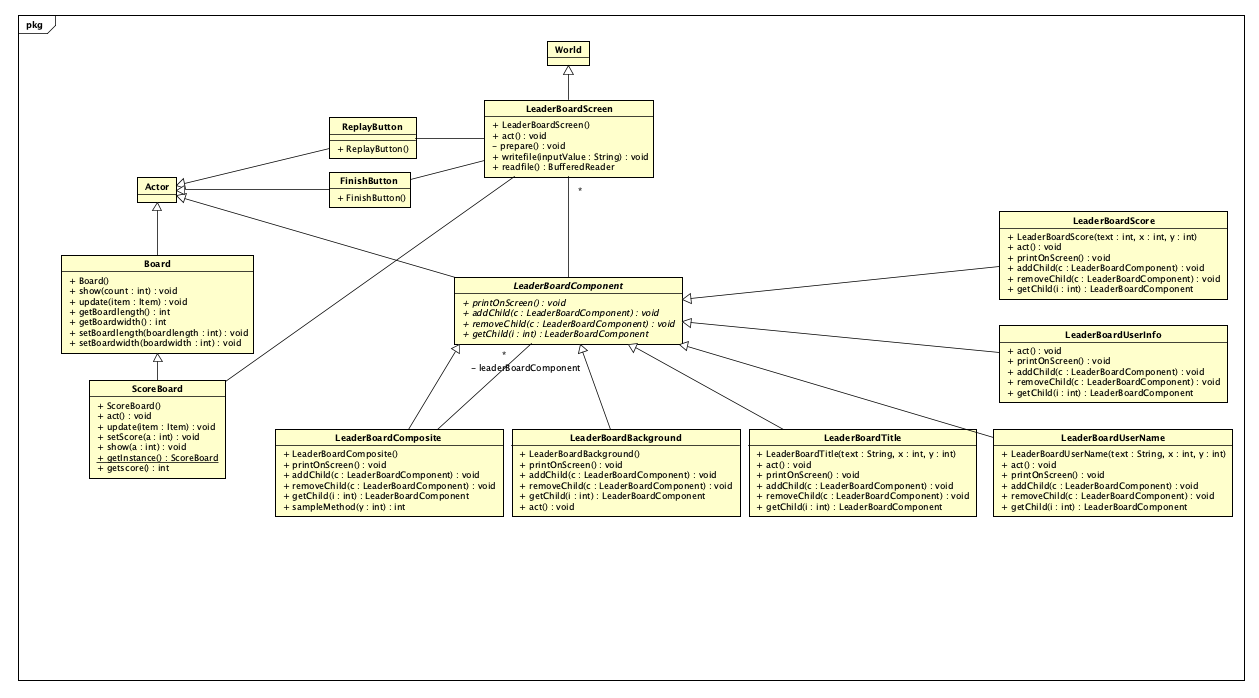 pkg
World
LeaderBoardScreen
+ LeaderBoardScreen()
+ act() : void
– prepare() : void
+ writefile(inputValue : String) : void
+ readfile() : BufferedReader
ReplayButton
+ ReplayButton()
FinishButton
+ FinishButton()
Actor
*
Board
+ Board()
+ show(count : int) : void
+ update(item : Item) : void
+ getBoardlength() : int
+ getBoardwidth() : int
+ setBoardlength(boardlength : int) : void
+ setBoardwidth(boardwidth : int) : void
LeaderBoardComponent
+ printOnScreen() : void
+ addChild(c : LeaderBoardComponent) : void
+ removeChild(c : LeaderBoardComponent) : void
+ getChild(i : int) : LeaderBoardComponent
LeaderBoardScore
+ LeaderBoardScore(text : int, x : int, y : int)
+ act() : void
+ printOnScreen() : void
+ addChild(c : LeaderBoardComponent) : void
+ removeChild(c : LeaderBoardComponent) : void
+ getChild(i : int) : LeaderBoardComponent
LeaderBoardUserInfo
+ act() : void
+ printOnScreen() : void
+ addChild(c : LeaderBoardComponent) : void
+ removeChild(c : LeaderBoardComponent) : void
+ getChild(i : int) : LeaderBoardComponent
*
– leaderBoardComponent
ScoreBoard
+ ScoreBoard()
+ act() : void
+ update(item : Item) : void
+ setScore(a : int) : void
+ show(a : int) : void
+ getInstance() : ScoreBoard
+ getscore() : int
LeaderBoardComposite
+ LeaderBoardComposite()
+ printOnScreen() : void
+ addChild(c : LeaderBoardComponent) : void
+ removeChild(c : LeaderBoardComponent) : void
+ getChild(i : int) : LeaderBoardComponent
+ sampleMethod(y : int) : int
LeaderBoardBackground
+ LeaderBoardBackground()
+ printOnScreen() : void
+ addChild(c : LeaderBoardComponent) : void
+ removeChild(c : LeaderBoardComponent) : void
+ getChild(i : int) : LeaderBoardComponent
+ act() : void
LeaderBoardTitle
+ LeaderBoardTitle(text : String, x : int, y : int)
+ act() : void
+ printOnScreen() : void
+ addChild(c : LeaderBoardComponent) : void
+ removeChild(c : LeaderBoardComponent) : void
+ getChild(i : int) : LeaderBoardComponent
LeaderBoardUserName
+ LeaderBoardUserName(text : String, x : int, y : int)
+ act() : void
+ printOnScreen() : void
+ addChild(c : LeaderBoardComponent) : void
+ removeChild(c : LeaderBoardComponent) : void
+ getChild(i : int) : LeaderBoardComponent